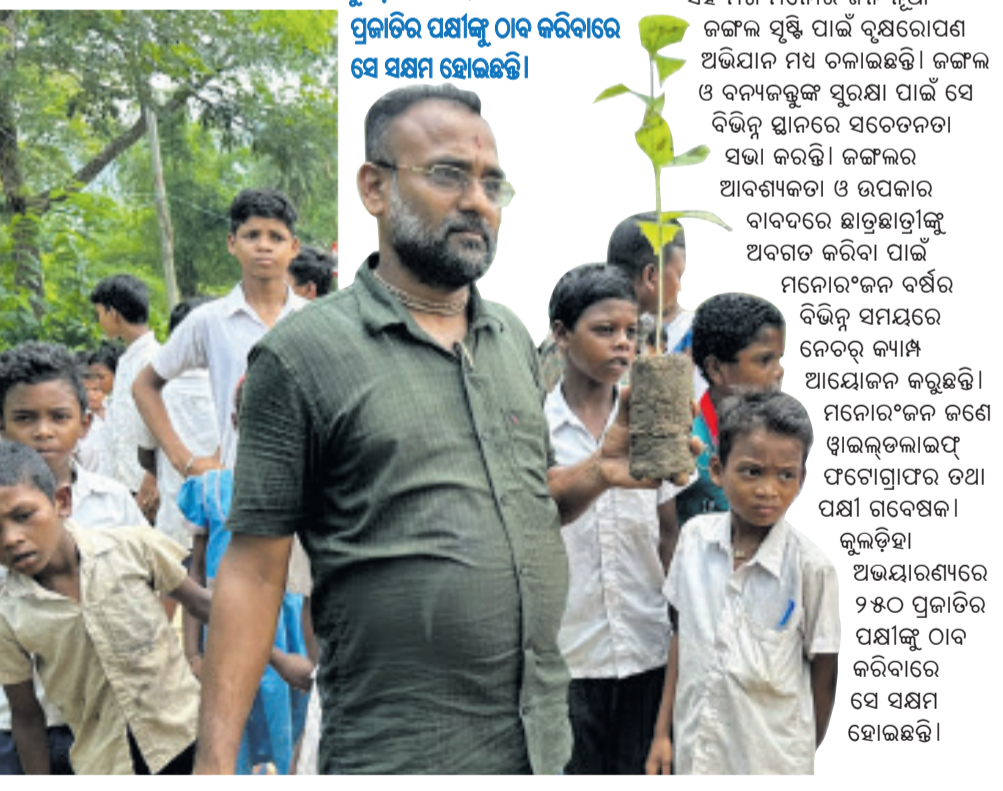 ପ୍ରଜାତିର ପକ୍ଷୀଙ୍କୁ ଠାବ କରିବାରେ
ସେ ସକ୍ଷମ ହୋଇଛନ୍ତି।
ଜଙ୍ଗଲ ସୃଷ୍ଟି ପାଇଁ ବୃକ୍ଷରୋପଣ
ଅଭିଯାନ ମଧ୍ୟ ଚଳାଇଛନ୍ତି। ଜଙ୍ଗଲ
ଓ ବନ୍ୟଜନ୍ତୁଙ୍କ ସୁରକ୍ଷା ପାଇଁ ସେ
ବିଭିନ୍ନ ସ୍ଥାନରେ ସଚେତନତା
ସଭା କରନ୍ତି। ଜଙ୍ଗଲର
ଆବଶ୍ୟକତା ଓ ଉପକାର
ବାବଦରେ ଛାତ୍ରଛାତ୍ରୀଙ୍କୁ
ଅବଗତ କରିବା ପାଇଁ
ମନୋରଂଜନ ବର୍ଷର
ବିଭିନ୍ନ ସମୟରେ
ନେଚର୍ କ୍ୟାମ୍ପ
ଆୟୋଜନ କରୁଛନ୍ତି।
ମନୋରଂଜନ ଜଣେ
ୱାଇଲ୍‌ଡଲାଇଫ୍
ଫଟୋଗ୍ରାଫର ତଥା
ପକ୍ଷୀ ଗବେଷକ।
କୁଲଡ଼ିହା
ଅଭୟାରଣ୍ୟରେ
୨୫୦ ପ୍ରଜାତିର
ପକ୍ଷୀଙ୍କୁ ଠାବ
କରିବାରେ
ସେ ସକ୍ଷମ
ହୋଇଛନ୍ତି।